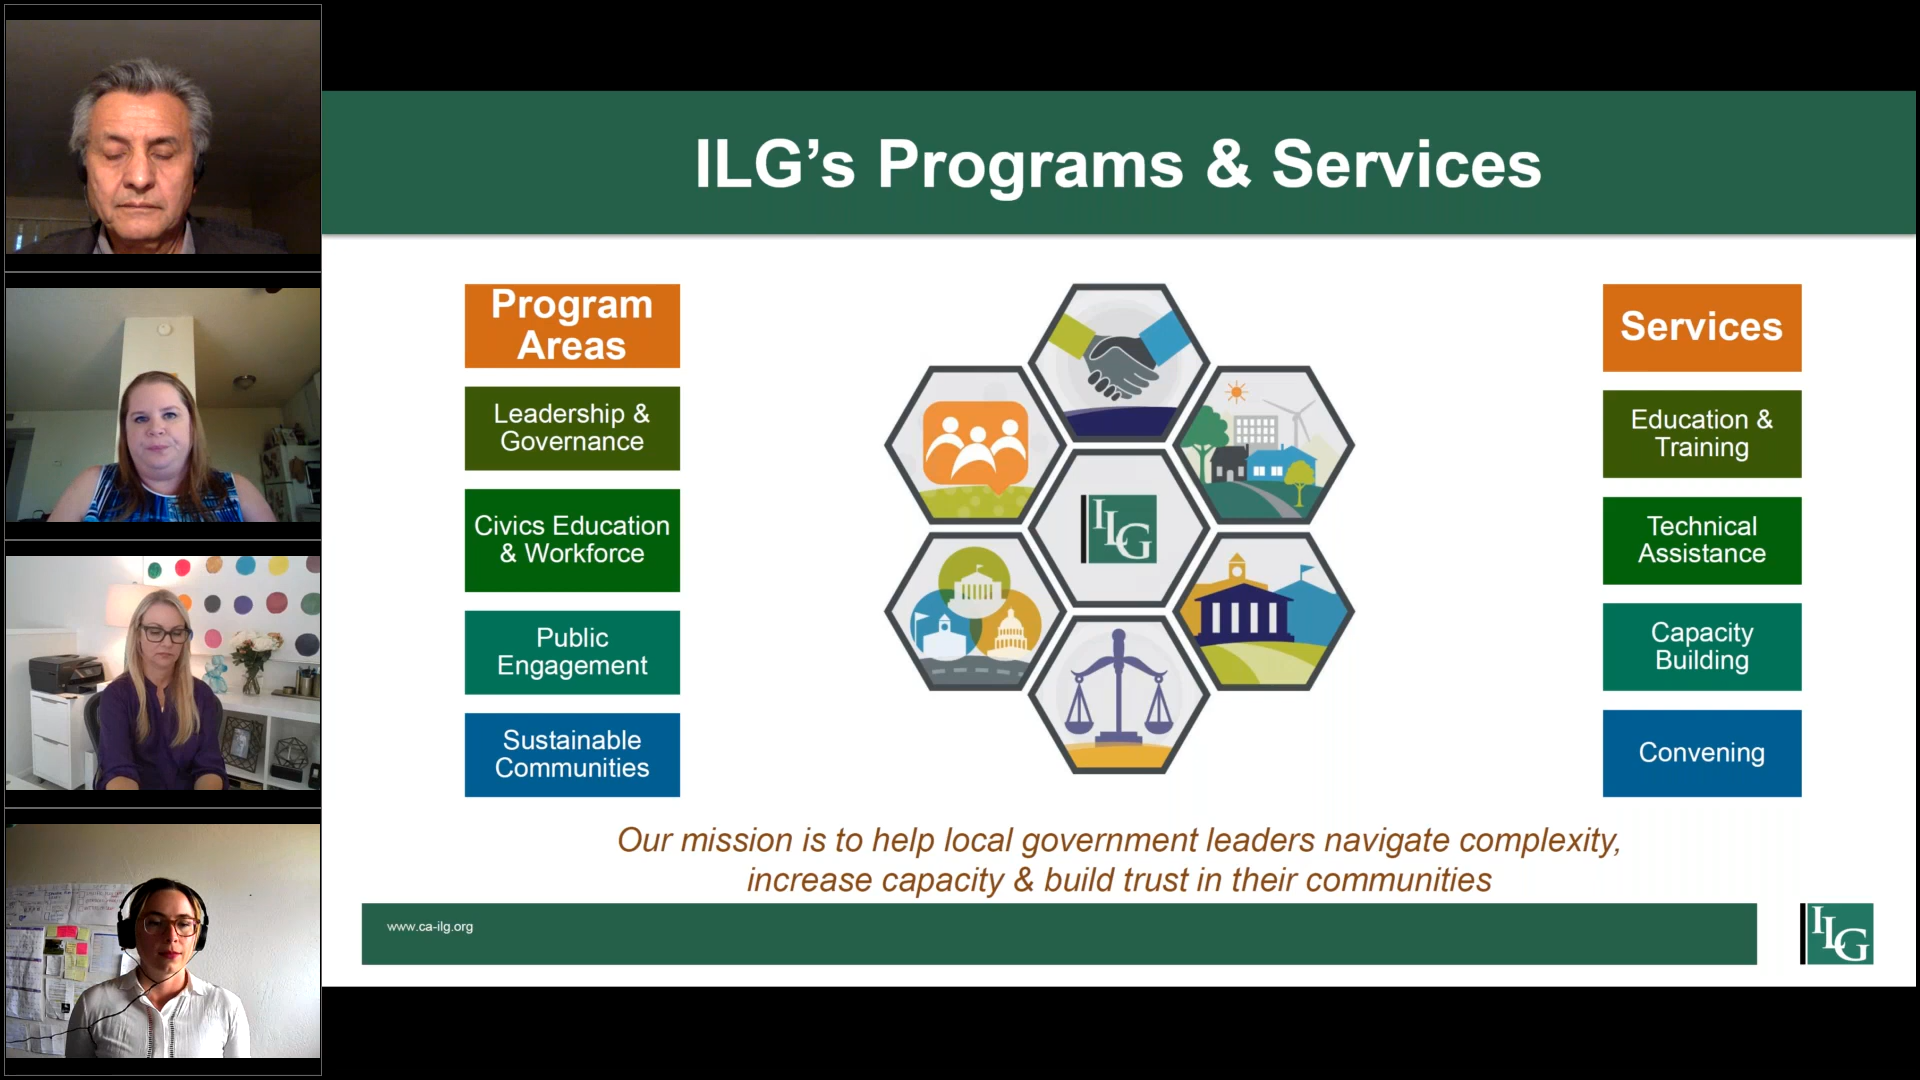 ILG’s Programs & Services
Program
Areas
Leadership &
Governance
Civics Education
& Workforce
Public
Engagement
Sustainable
Communities
ILG
Services
Education &
Training
Technical
Assistance
Capacity
Building
Convening
Our mission is to help local government leaders navigate complexity,
increase capacity & build trust in their communities
www.ca-ilg.org
ILG